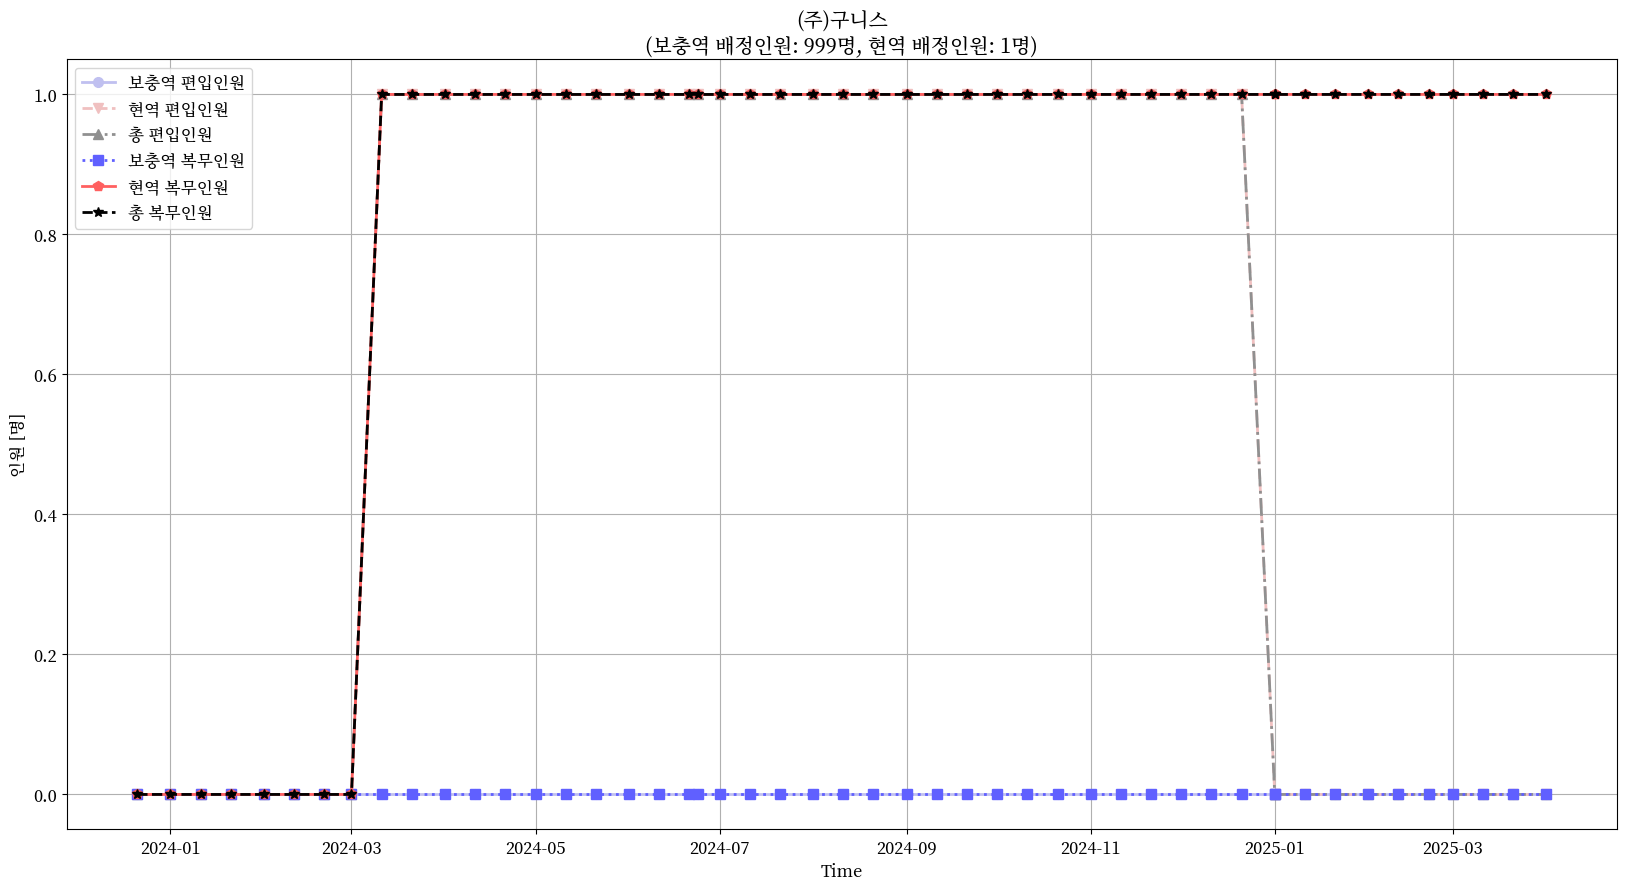 (주)구니스
(보충역 배정인원: 999명, 현역 배정인원: 1명)
보충역 편입인원
현역 편입인원
총 편입인원
보충역 복무인원
현역 복무인원
총 복무인원
1.0
0.8
0.6
0.4
0.2
0.0
인원 [명]
2024-01 2024-03 2024-05 2024-07 2024-09 2024-11 2025-01 2025-03
Time